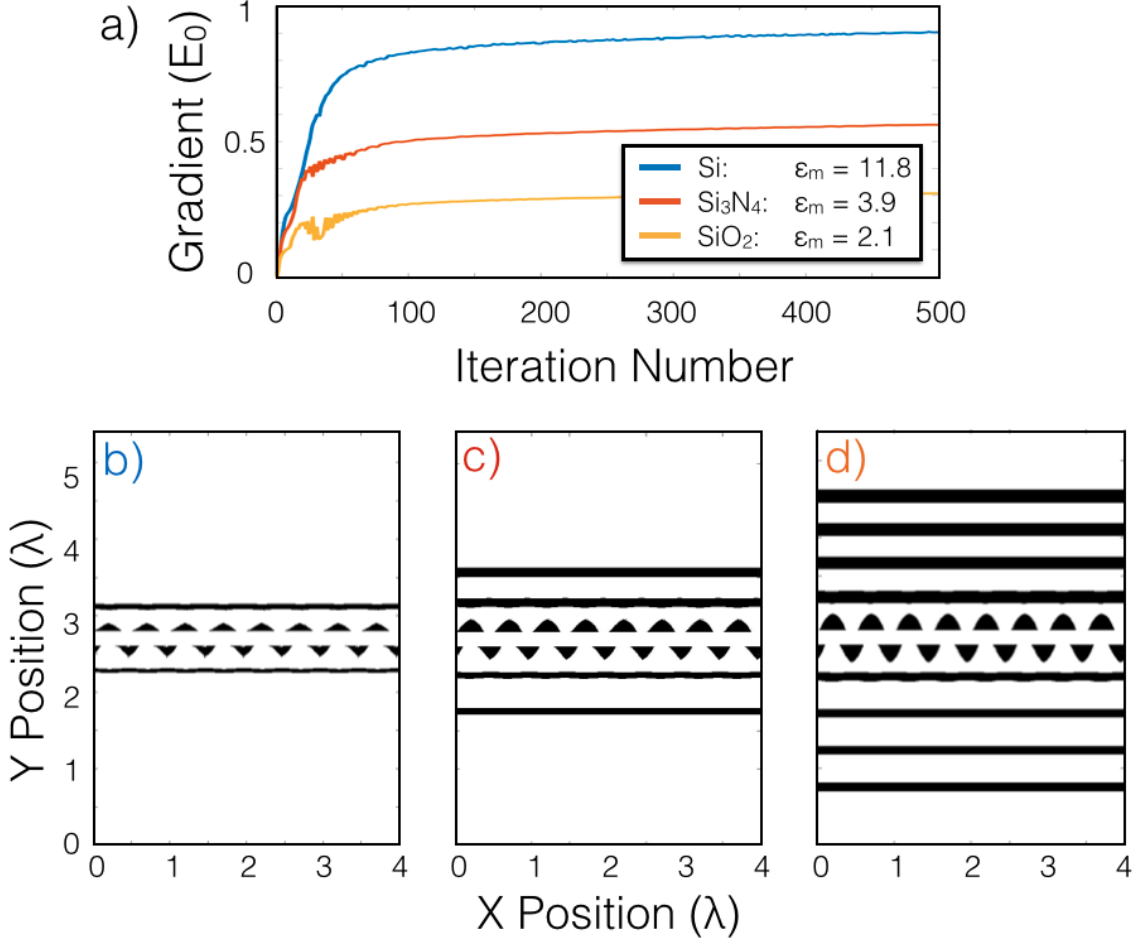 a)
Gradient (E₀)
1
0.5
0
Si: εₘ = 11.8
Si₃N₄: εₘ = 3.9
SiO₂: εₘ = 2.1
0 100 200 300 400 500
Iteration Number
b) c) d)
Y Position (λ)
5
4
3
2
1
0
0 1 2 3 4 0 1 2 3 4 0 1 2 3 4
X Position (λ)